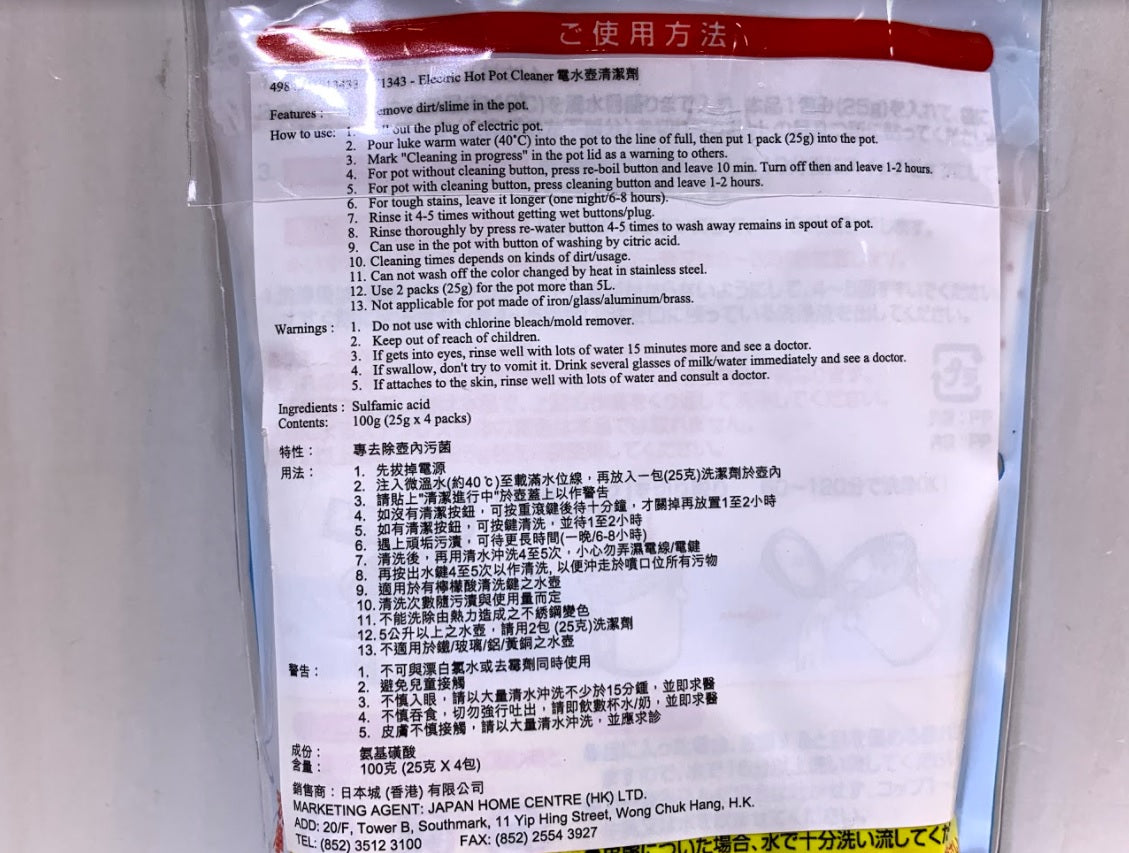 ご使用方法
1343 - Electric Hot Pot Cleaner 電水壺清潔劑
Features : emove dirt/slime in the pot.
How to use: 1. out the plug of electric pot.
2. Pour luke warm water (40°C) into the pot to the line of full, then put 1 pack (25g) into the pot.
3. Mark "Cleaning in progress" in the pot lid as a warning to others.
4. For pot without cleaning button, press re-boil button and leave 10 min. Turn off then and leave 1-2 hours.
5. For pot with cleaning button, press cleaning button and leave 1-2 hours.
6. For tough stains, leave it longer (one night/6-8 hours).
7. Rinse it 4-5 times without getting wet buttons/plug.
8. Rinse thoroughly by press re-water button 4-5 times to wash away remains in spout of a pot.
9. Can use in the pot with button of washing by citric acid.
10. Cleaning times depends on kinds of dirt/usage.
11. Can not wash off the color changed by heat in stainless steel.
12. Use 2 packs (25g) for the pot more than 5L.
13. Not applicable for pot made of iron/glass/aluminum/brass.
Warnings : 1. Do not use with chlorine bleach/mold remover.
2. Keep out of reach of children.
3. If gets into eyes, rinse well with lots of water 15 minutes more and see a doctor.
4. If swallow, don't try to vomit it. Drink several glasses of milk/water immediately and see a doctor.
5. If attaches to the skin, rinse well with lots of water and consult a doctor.
Ingredients : Sulfamic acid
Contents: 100g (25g x 4 packs)
特性： 專去除壺內污菌
用法： 1. 先拔掉電源
2. 注入微溫水(約40℃)至載滿水位線，再放入一包(25克)洗潔劑於壺內
3. 請貼上"清潔進行中"於壺蓋上以作警告
4. 如沒有清潔按鈕，可按重滾鍵後待十分鐘，才關掉再放置1至2小時
5. 如有清潔按鈕，可按鍵清洗，並待1至2小時
6. 遇上頑垢污漬，可待更長時間(一晚/6-8小時)
7. 清洗後，再用清水沖洗4至5次，小心勿弄濕電線/電鍵
8. 再按出水鍵4至5次以作清洗, 以便沖走於噴口位所有污物
9. 適用於有檸檬酸清洗鍵之水壺
10. 清洗次數隨污漬與使用量而定
11. 不能洗除由熱力造成之不銹鋼變色
12. 5公升以上之水壺，請用2包 (25克)洗潔劑
13. 不適用於鐵/玻璃/鋁/黃銅之水壺
警告： 1. 不可與漂白氯水或去霉劑同時使用
2. 避免兒童接觸
3. 不慎入眼，請以大量清水沖洗不少於15分鍾，並即求醫
4. 不慎吞食，切勿強行吐出，請即飲數杯水/奶，並即求醫
5. 皮膚不慎接觸，請以大量清水沖洗，並應求診
成份： 氨基磺酸
含量： 100克 (25克 X 4包)
銷售商：日本城 (香港) 有限公司
MARKETING AGENT: JAPAN HOME CENTRE (HK) LTD.
ADD: 20/F, Tower B, Southmark, 11 Yip Hing Street, Wong Chuk Hang, H.K.
TEL: (852) 3512 3100 FAX: (852) 2554 3927
についた場合、水で十分洗い流してくだ